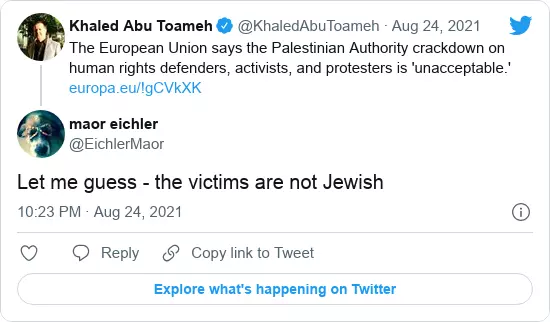 Khaled Abu Toameh @KhaledAbuToameh · Aug 24, 2021
The European Union says the Palestinian Authority crackdown on
human rights defenders, activists, and protesters is 'unacceptable.'
europa.eu/!gCVkXK
maor eichler
@EichlerMaor
Let me guess - the victims are not Jewish
10:23 PM · Aug 24, 2021
Reply Copy link to Tweet
Explore what's happening on Twitter